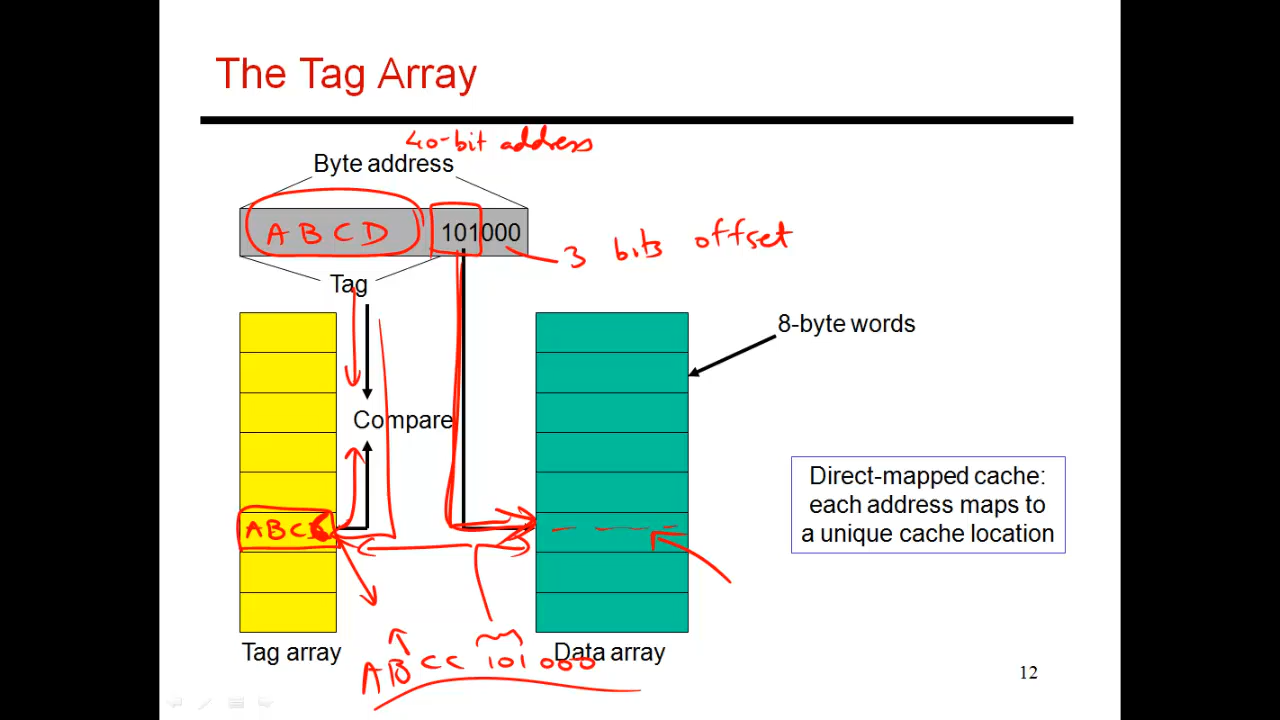 The Tag Array
40-bit address
Byte address
A B C D 101000
3 bits offset
Tag
8-byte words
Compare
Direct-mapped cache:
each address maps to
a unique cache location
ABCD
Tag array
Data array
ABCC 101000
12